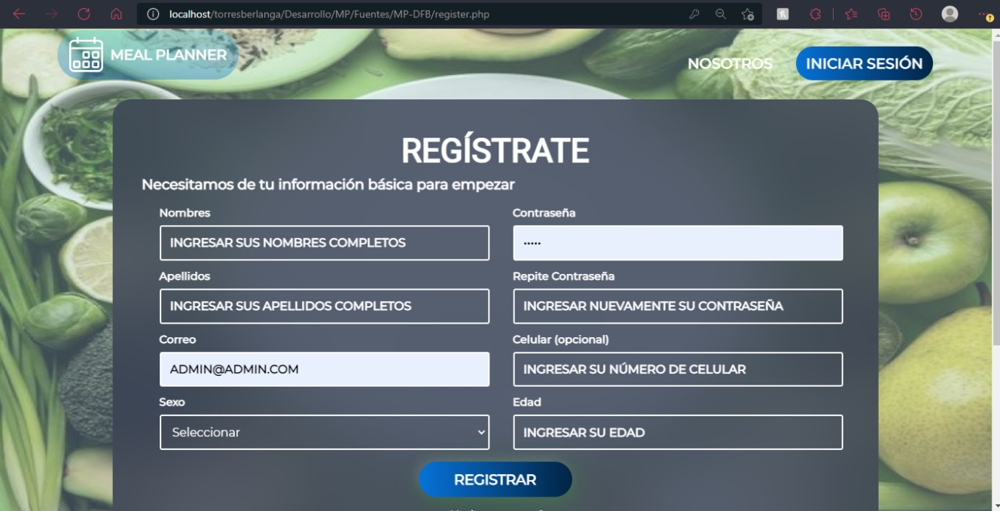 localhost/torresberlanga/Desarrollo/MP/Fuentes/MP-DFB/register.php
MEAL PLANNER
NOSOTROS
INICIAR SESIÓN
REGÍSTRATE
Necesitamos de tu información básica para empezar
Nombres
INGRESAR SUS NOMBRES COMPLETOS
Contraseña
•••••
Apellidos
INGRESAR SUS APELLIDOS COMPLETOS
Repite Contraseña
INGRESAR NUEVAMENTE SU CONTRASEÑA
Correo
ADMIN@ADMIN.COM
Celular (opcional)
INGRESAR SU NÚMERO DE CELULAR
Sexo
Seleccionar
Edad
INGRESAR SU EDAD
REGISTRAR